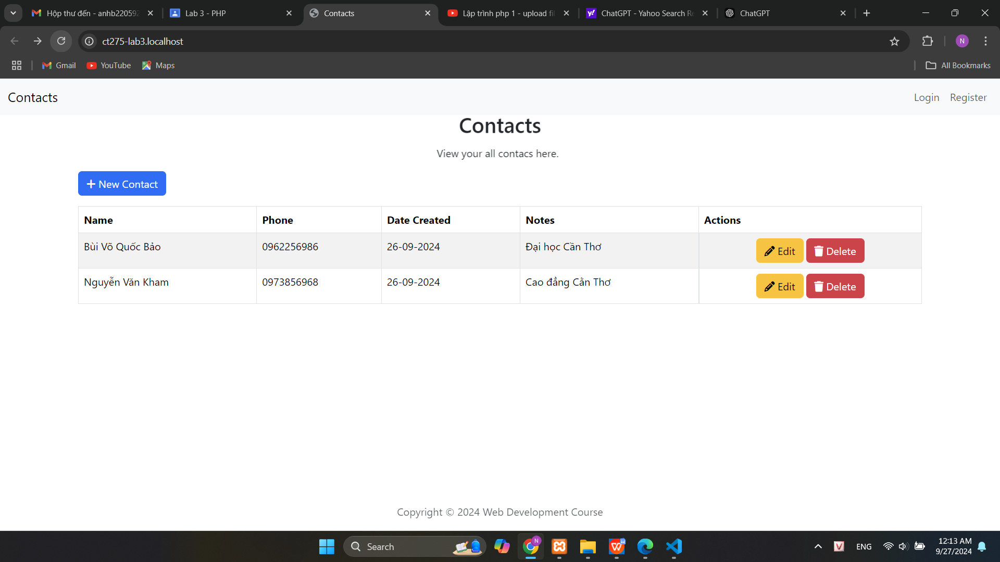 Hộp thư đến - anhb220592
Lab 3 - PHP
Contacts
Lập trình php 1 - upload fi
ChatGPT - Yahoo Search Re
ChatGPT
ct275-lab3.localhost
N
Gmail
YouTube
Maps
All Bookmarks
Contacts
Login
Register
Contacts
View your all contacs here.
New Contact
Name Phone Date Created Notes Actions
Bùi Võ Quốc Bảo 0962256986 26-09-2024 Đại học Cần Thơ Edit Delete
Nguyễn Văn Kham 0973856968 26-09-2024 Cao đẳng Cằn Thơ Edit Delete
Copyright © 2024 Web Development Course
Search
N
V
ENG
12:13 AM
9/27/2024